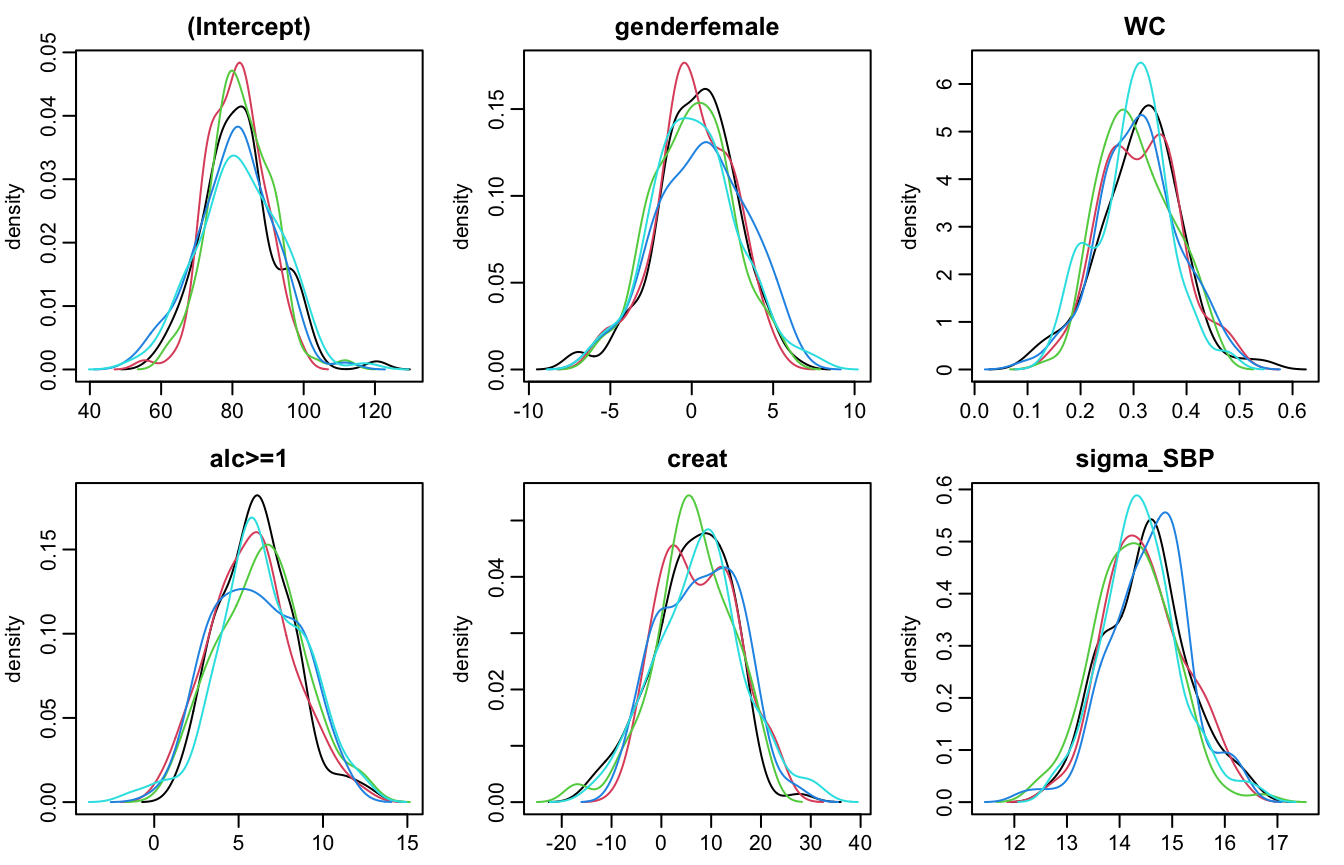 (Intercept)
density
0.00 0.01 0.02 0.03 0.04 0.05
40 60 80 100 120
genderfemale
density
0.00 0.05 0.10 0.15
-10 -5 0 5 10
WC
density
0 1 2 3 4 5 6
0.0 0.1 0.2 0.3 0.4 0.5 0.6
alc>=1
density
0.00 0.05 0.10 0.15
0 5 10 15
creat
density
0.00 0.02 0.04
-20 -10 0 10 20 30 40
sigma_SBP
density
0.0 0.1 0.2 0.3 0.4 0.5 0.6
12 13 14 15 16 17